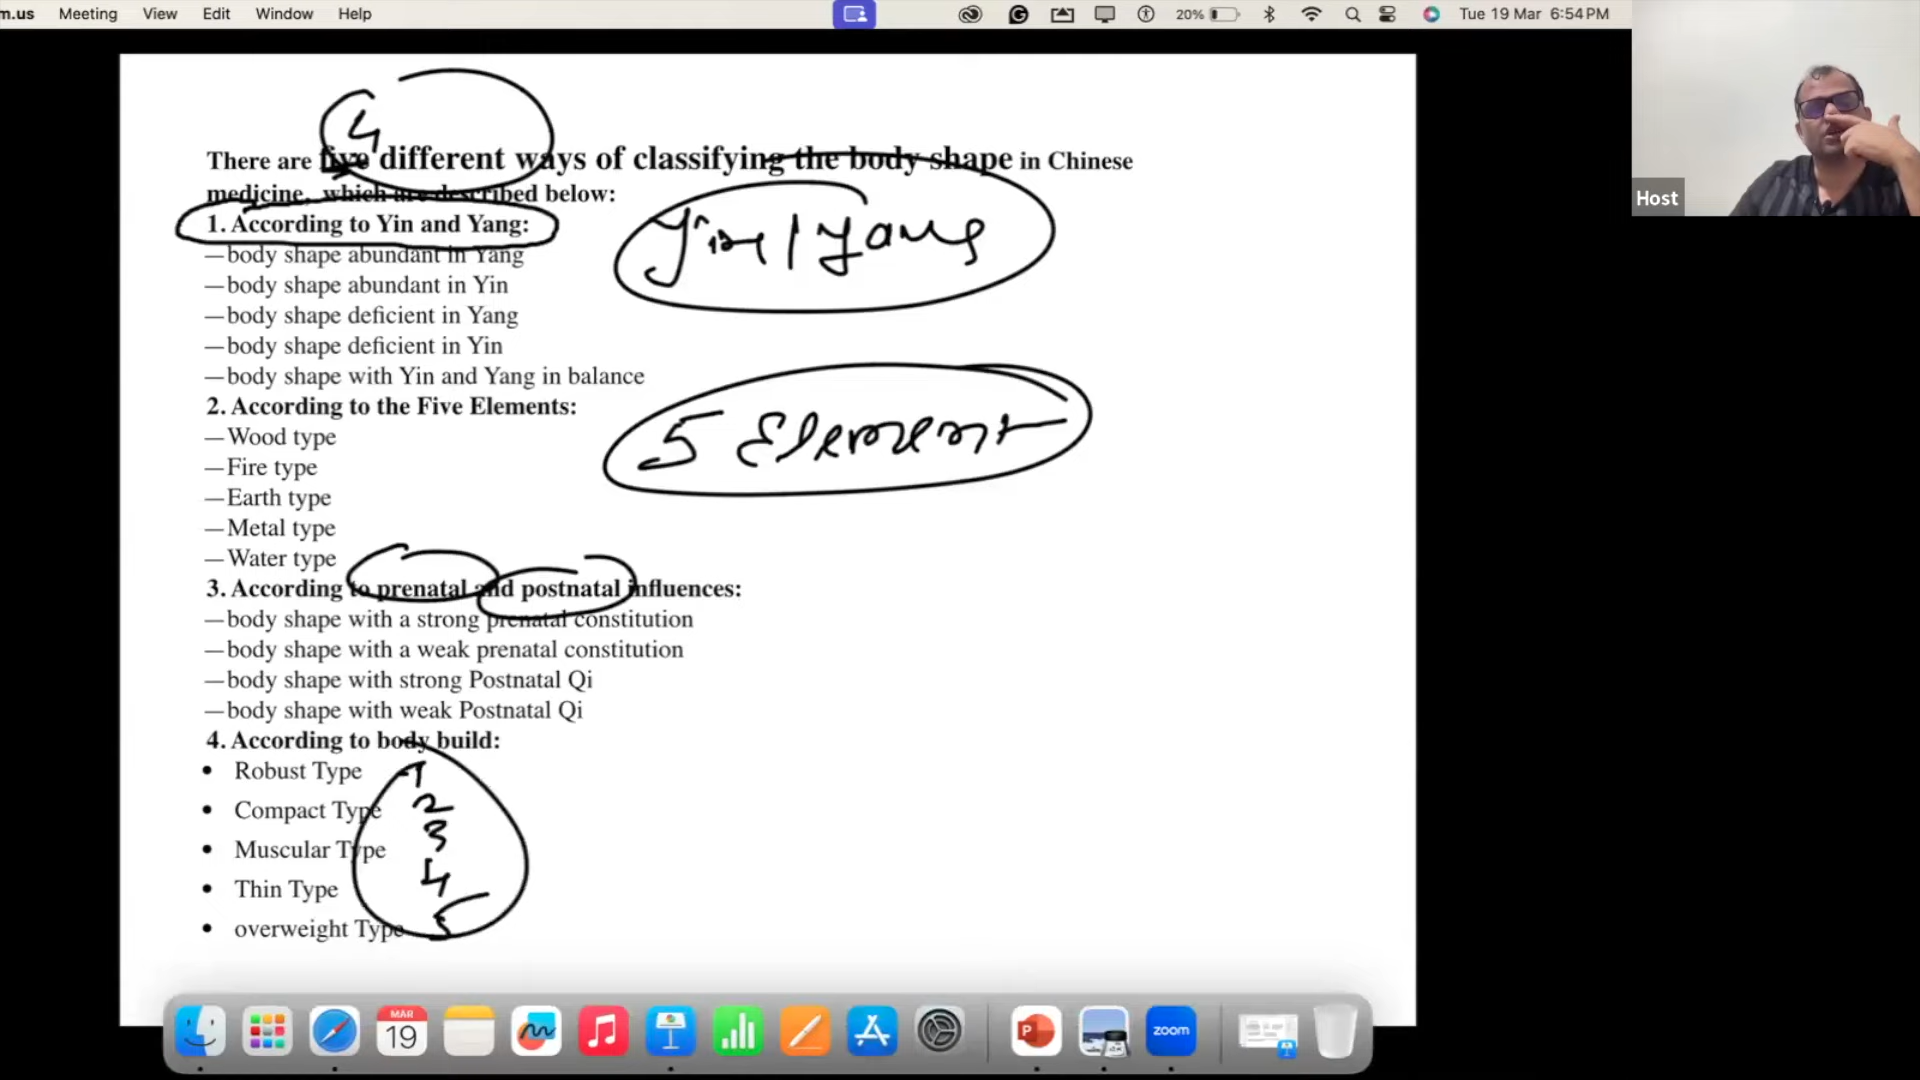 m.us Meeting View Edit Window Help 20% Tue 19 Mar 6:54 PM
Host
4
There are five different ways of classifying the body shape in Chinese
medicine, which are described below:
1. According to Yin and Yang:
—body shape abundant in Yang
Yin/Yang
—body shape abundant in Yin
—body shape deficient in Yang
—body shape deficient in Yin
—body shape with Yin and Yang in balance
2. According to the Five Elements:
5 Element
—Wood type
—Fire type
—Earth type
—Metal type
—Water type
3. According to prenatal and postnatal influences:
—body shape with a strong prenatal constitution
—body shape with a weak prenatal constitution
—body shape with strong Postnatal Qi
—body shape with weak Postnatal Qi
4. According to body build:
• Robust Type 1
• Compact Type 2
• Muscular Type 3
• Thin Type 4
• overweight Type 5
MAR
19
P
zoom